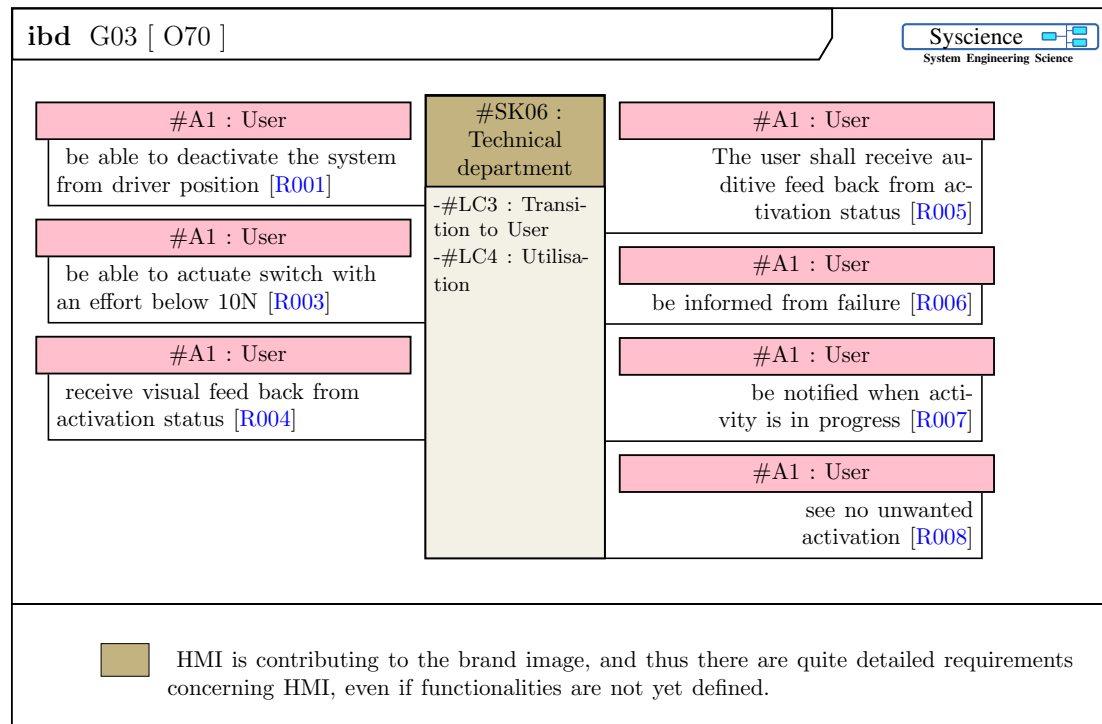 ibd G03 [ O70 ]
Syscience
System Engineering Science
#A1 : User
be able to deactivate the system
from driver position [R001]
#A1 : User
be able to actuate switch with
an effort below 10N [R003]
#A1 : User
receive visual feed back from
activation status [R004]
#SK06 :
Technical
department
-#LC3 : Transi-
tion to User
-#LC4 : Utilisa-
tion
#A1 : User
The user shall receive au-
ditive feed back from ac-
tivation status [R005]
#A1 : User
be informed from failure [R006]
#A1 : User
be notified when acti-
vity is in progress [R007]
#A1 : User
see no unwanted
activation [R008]
HMI is contributing to the brand image, and thus there are quite detailed requirements
concerning HMI, even if functionalities are not yet defined.